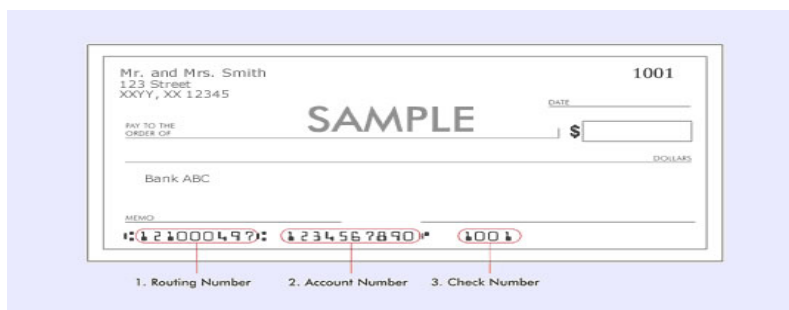 Mr. and Mrs. Smith
1001
123 Street
XXYY, XX 12345
DATE
SAMPLE
PAY TO THE
ORDER OF
$
DOLLARS
Bank ABC
MEMO
⑆121000497⑆ 1234567890⑈ 1001
1. Routing Number 2. Account Number 3. Check Number